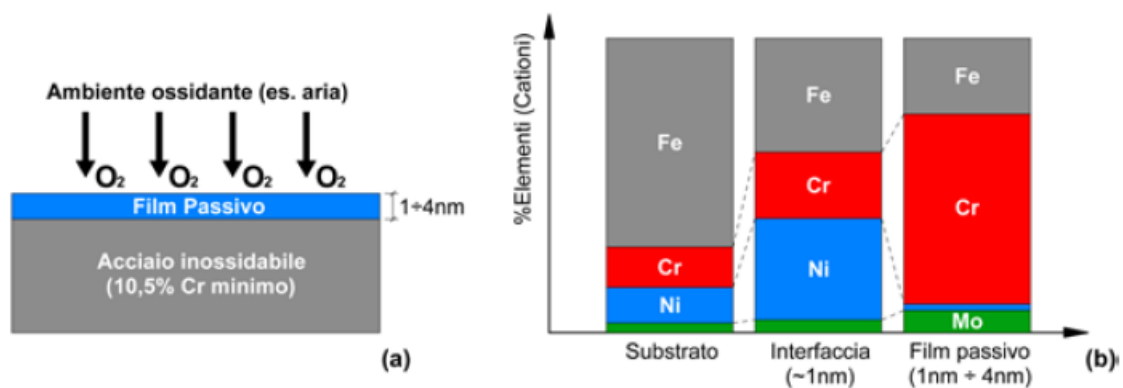 Ambiente ossidante (es. aria)
O₂ O₂ O₂ O₂
Film Passivo
1÷4nm
Acciaio inossidabile
(10,5% Cr minimo)
(a)
%Elementi (Cationi)
Fe
Cr
Ni
Fe
Cr
Ni
Fe
Cr
Mo
Substrato
Interfaccia
(~1nm)
Film passivo
(1nm ÷ 4nm)
(b)